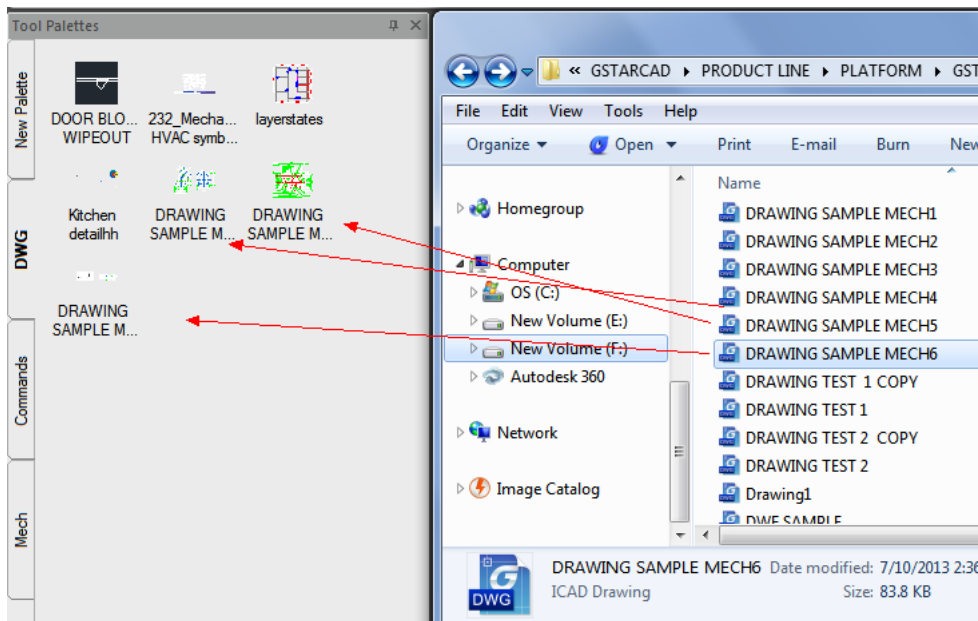 Tool Palettes
New Palette
DWG
Commands
Mech
DOOR BLO... 232_Mecha... layerstates
WIPEOUT HVAC symb...
Kitchen DRAWING DRAWING
detailhh SAMPLE M... SAMPLE M...
DRAWING
SAMPLE M...
« GSTARCAD PRODUCT LINE PLATFORM GST
File Edit View Tools Help
Organize Open Print E-mail Burn New
Homegroup
Computer
OS (C:)
New Volume (E:)
New Volume (F:)
Autodesk 360
Network
Image Catalog
Name
DRAWING SAMPLE MECH1
DRAWING SAMPLE MECH2
DRAWING SAMPLE MECH3
DRAWING SAMPLE MECH4
DRAWING SAMPLE MECH5
DRAWING SAMPLE MECH6
DRAWING TEST 1 COPY
DRAWING TEST 1
DRAWING TEST 2 COPY
DRAWING TEST 2
Drawing1
DWF SAMPLE
DWG
DRAWING SAMPLE MECH6 Date modified: 7/10/2013 2:36
ICAD Drawing Size: 83.8 KB